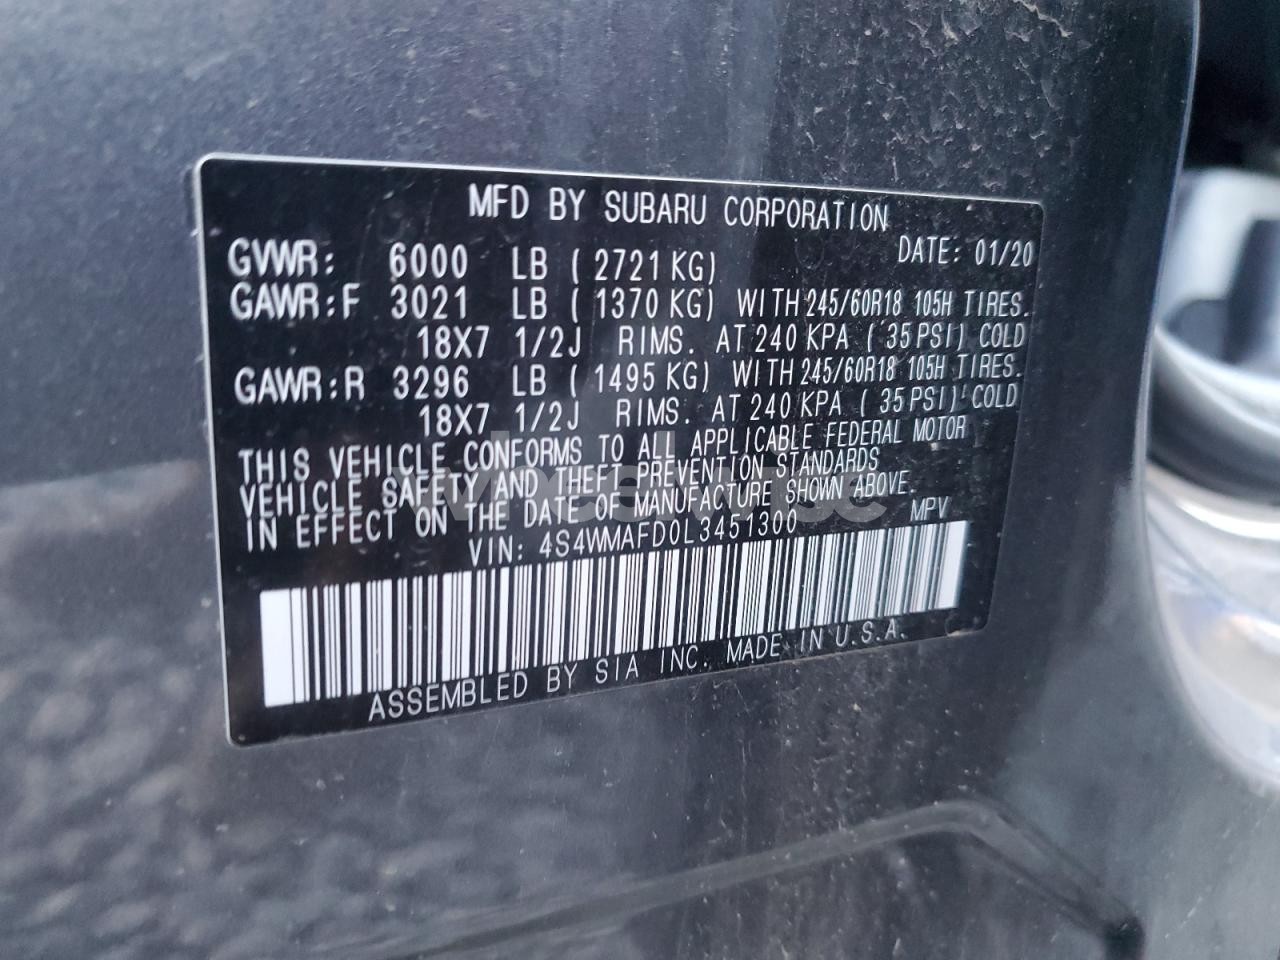 MFD BY SUBARU CORPORATION
GVWR: 6000 LB ( 2721 KG) DATE: 01/20
GAWR:F 3021 LB ( 1370 KG) WITH 245/60R18 105H TIRES.
18X7 1/2J RIMS. AT 240 KPA ( 35 PSI) COLD
GAWR:R 3296 LB ( 1495 KG) WITH 245/60R18 105H TIRES.
18X7 1/2J RIMS. AT 240 KPA ( 35 PSI) COLD
THIS VEHICLE CONFORMS TO ALL APPLICABLE FEDERAL MOTOR
VEHICLE SAFETY AND THEFT PREVENTION STANDARDS
IN EFFECT ON THE DATE OF MANUFACTURE SHOWN ABOVE.
VIN: 4S4WMAFD0L3451300 MPV
ASSEMBLED BY SIA INC. MADE IN U.S.A.
wheelwise